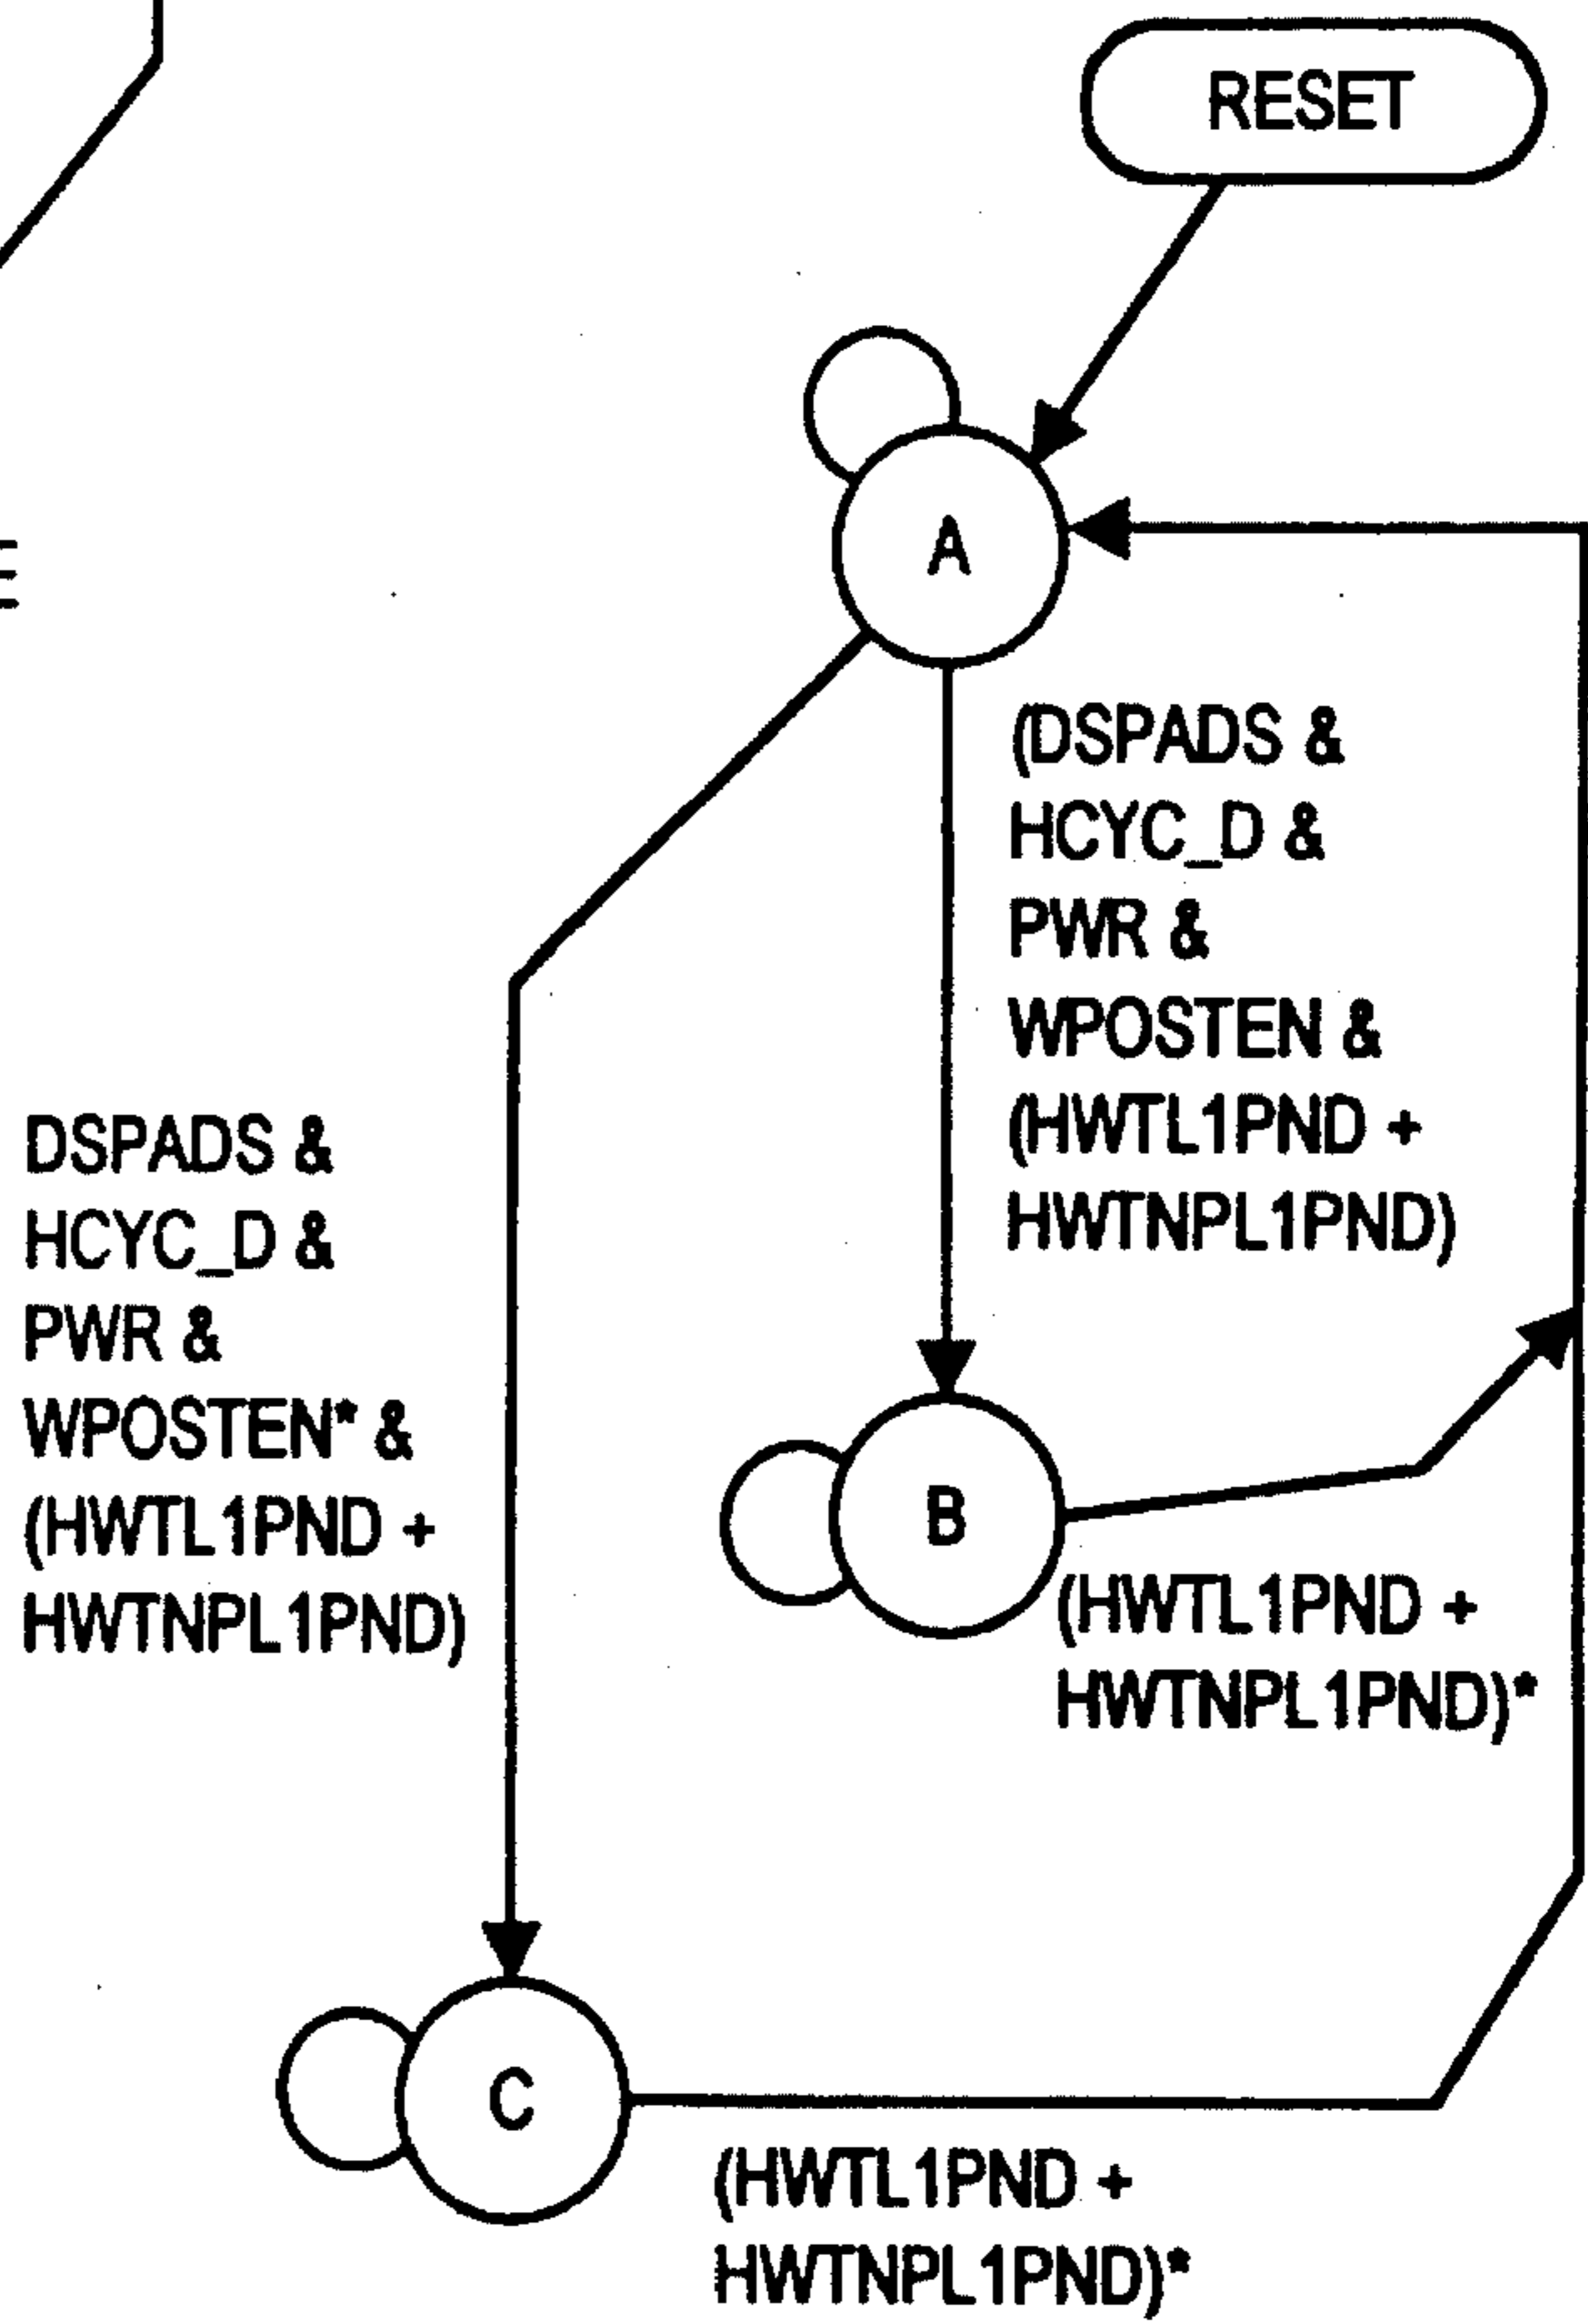 RESET
A
(DSPADS &
HCYC_D &
PWR &
WPOSTEN &
(HWTL1PND +
HWTNPL1PND)
DSPADS &
HCYC_D &
PWR &
WPOSTEN* &
(HWTL1PND +
HWTNPL1PND)
B
(HWTL1PND +
HWTNPL1PND)*
C
(HWTL1PND +
HWTNPL1PND)*